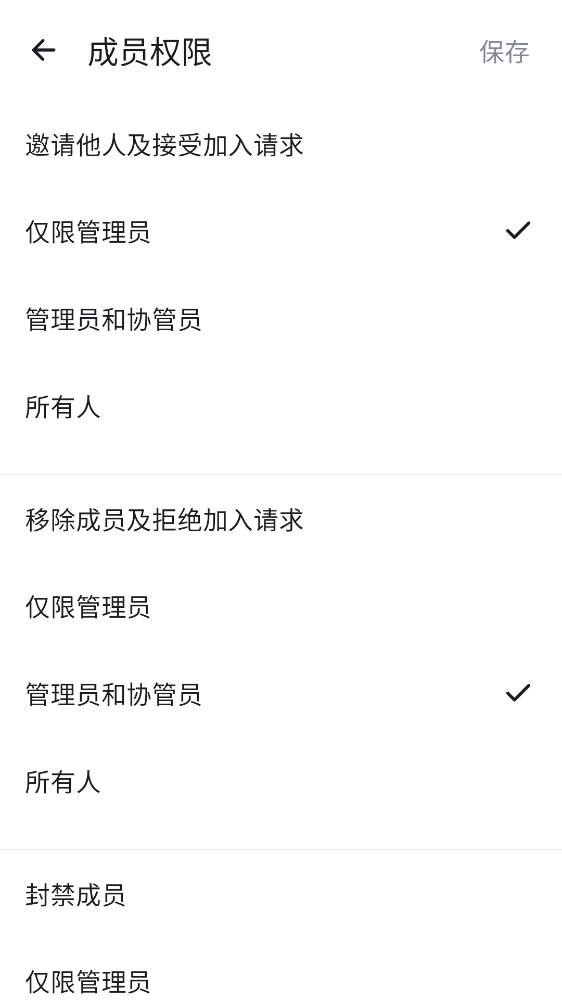 成员权限
保存
邀请他人及接受加入请求
仅限管理员
管理员和协管员
所有人
移除成员及拒绝加入请求
仅限管理员
管理员和协管员
所有人
封禁成员
仅限管理员